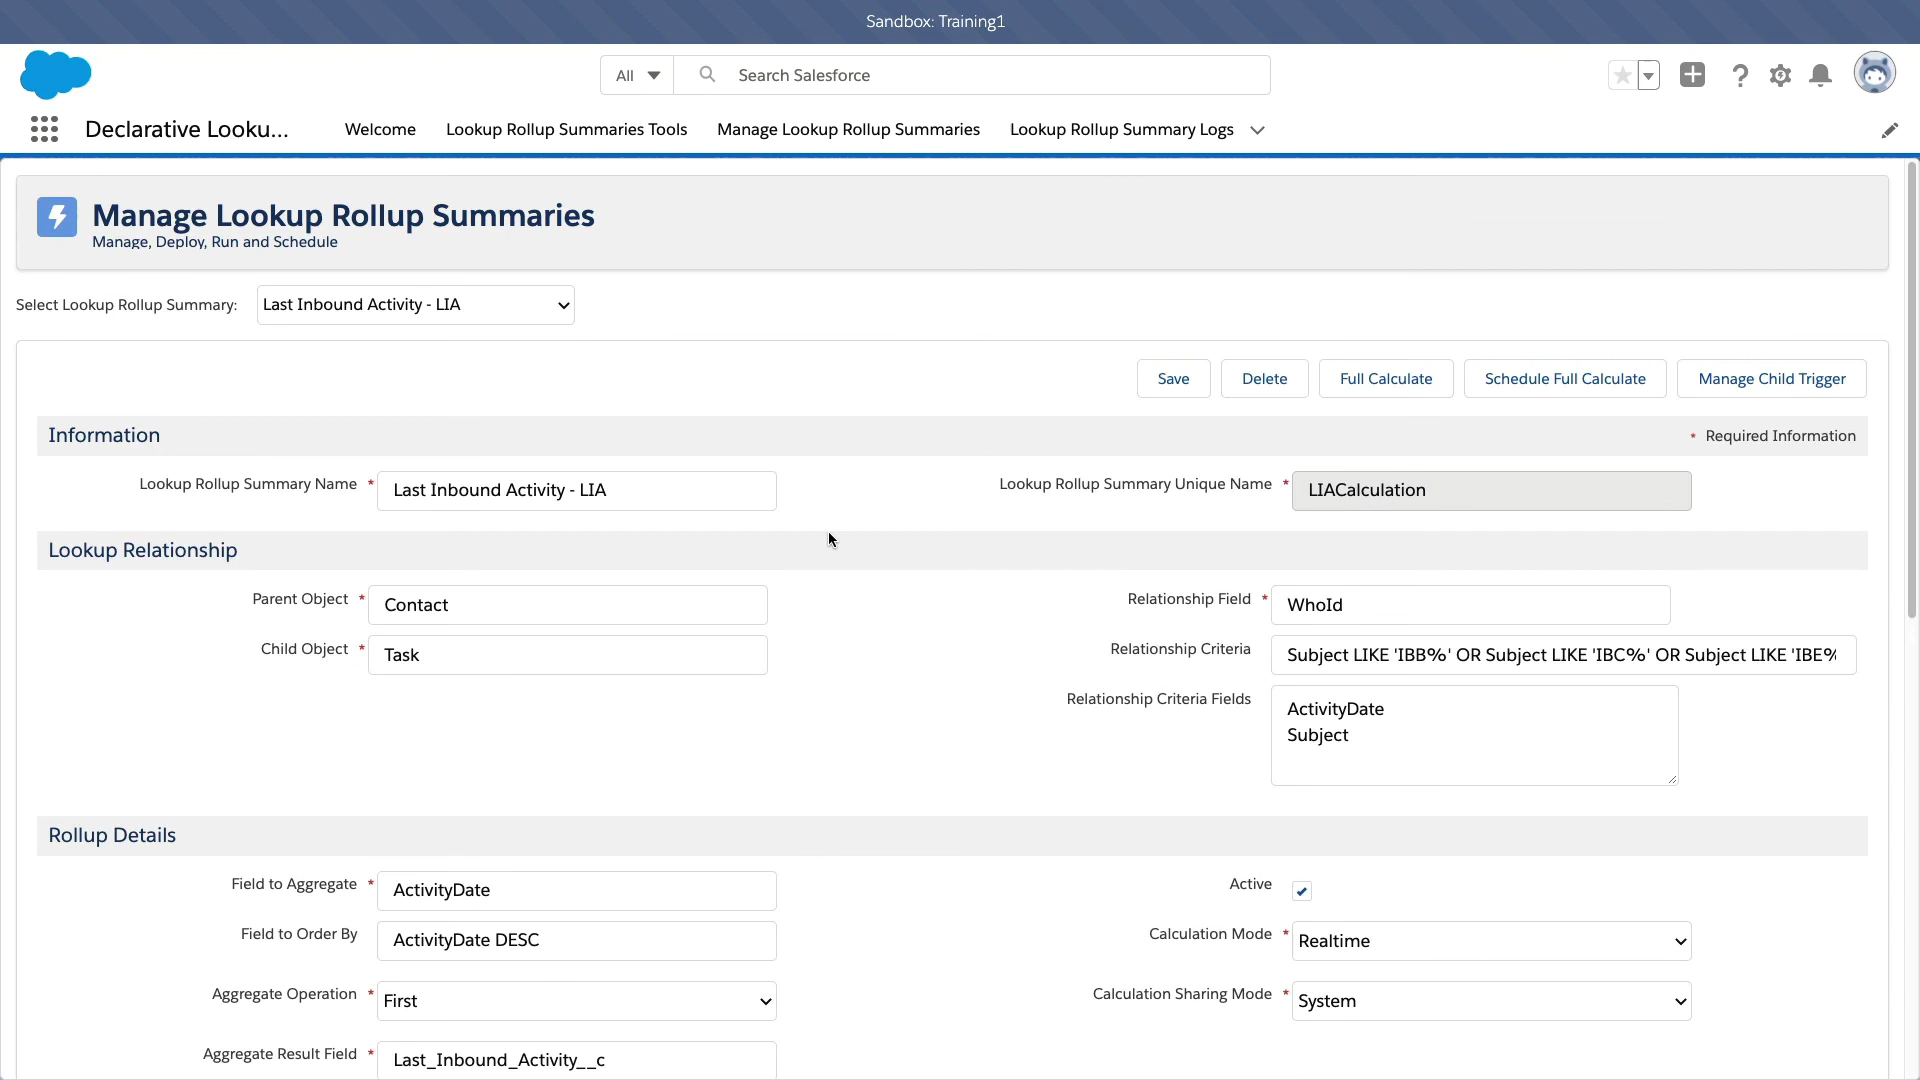 Sandbox: Training1
All
Search Salesforce
Declarative Looku...
Welcome
Lookup Rollup Summaries Tools
Manage Lookup Rollup Summaries
Lookup Rollup Summary Logs
Manage Lookup Rollup Summaries
Manage, Deploy, Run and Schedule
Select Lookup Rollup Summary:
Last Inbound Activity - LIA
Save
Delete
Full Calculate
Schedule Full Calculate
Manage Child Trigger
Information
* Required Information
Lookup Rollup Summary Name *
Last Inbound Activity - LIA
Lookup Rollup Summary Unique Name *
LIACalculation
Lookup Relationship
Parent Object *
Contact
Relationship Field *
WhoId
Child Object *
Task
Relationship Criteria
Subject LIKE 'IBB%' OR Subject LIKE 'IBC%' OR Subject LIKE 'IBE%
Relationship Criteria Fields
ActivityDate
Subject
Rollup Details
Field to Aggregate *
ActivityDate
Active
Field to Order By
ActivityDate DESC
Calculation Mode *
Realtime
Aggregate Operation *
First
Calculation Sharing Mode *
System
Aggregate Result Field *
Last_Inbound_Activity__c